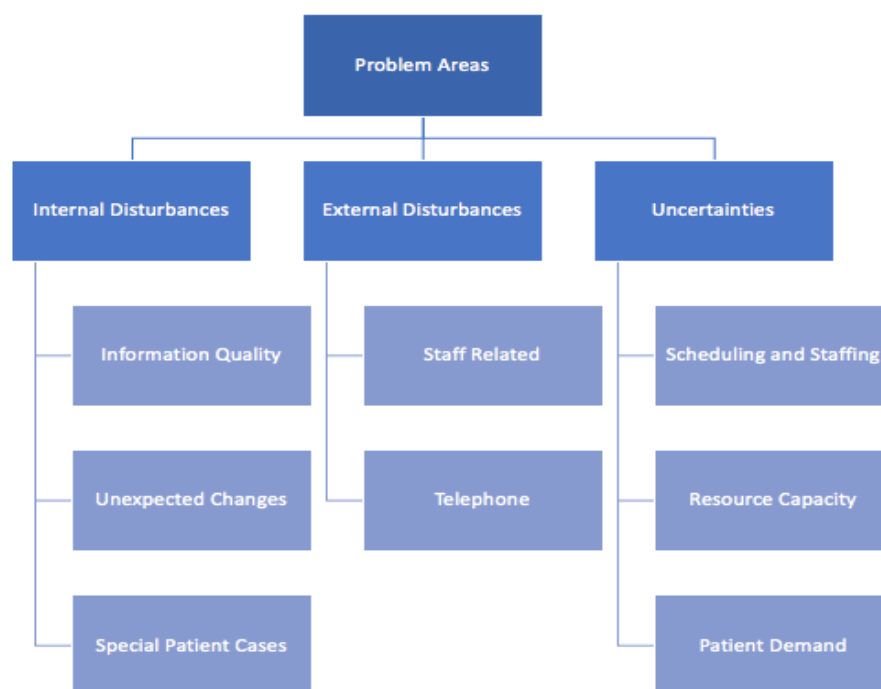 Problem Areas
Internal Disturbances
External Disturbances
Uncertainties
Information Quality
Staff Related
Scheduling and Staffing
Unexpected Changes
Telephone
Resource Capacity
Special Patient Cases
Patient Demand